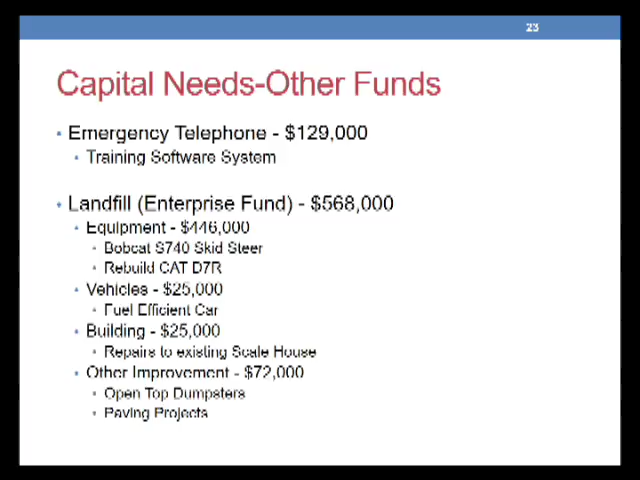 23
Capital Needs-Other Funds
• Emergency Telephone - $129,000
• Training Software System
• Landfill (Enterprise Fund) - $568,000
• Equipment - $446,000
• Bobcat S740 Skid Steer
• Rebuild CAT D7R
• Vehicles - $25,000
• Fuel Efficient Car
• Building - $25,000
• Repairs to existing Scale House
• Other Improvement - $72,000
• Open Top Dumpsters
• Paving Projects